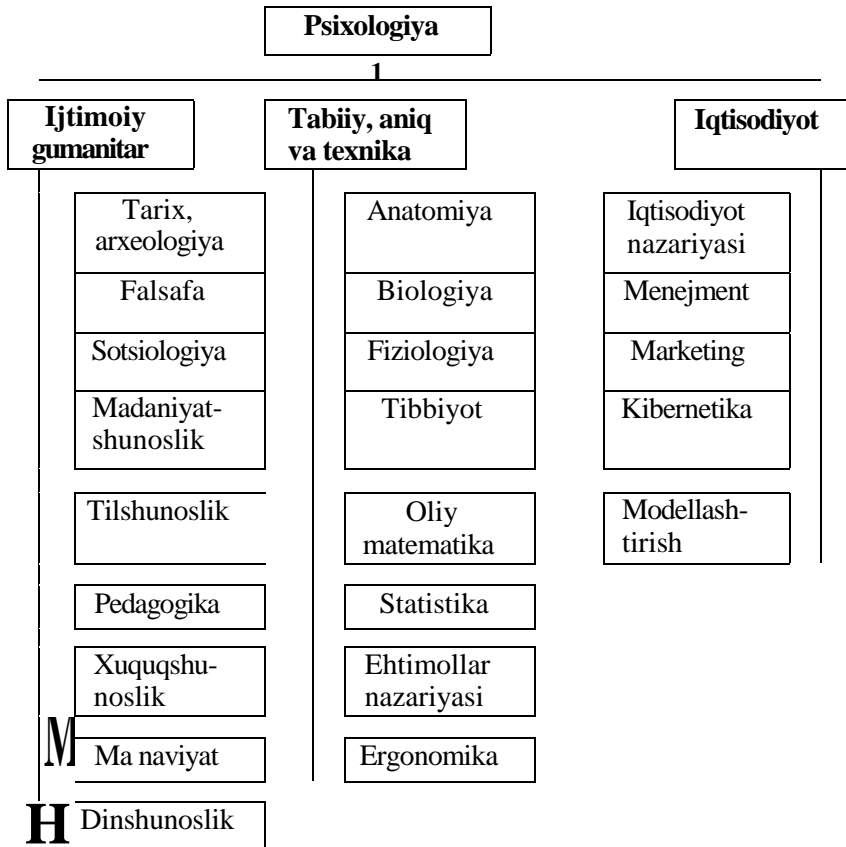 Psixologiya
1
Ijtimoiy
gumanitar
Tabiiy, aniq
va texnika
Iqtisodiyot
Tarix,
arxeologiya
Falsafa
Sotsiologiya
Madaniyat-
shunoslik
Tilshunoslik
Pedagogika
Xuquqshu-
noslik
M
Ma naviyat
H
Dinshunoslik
Anatomiya
Biologiya
Fiziologiya
Tibbiyot
Oliy
matematika
Statistika
Ehtimollar
nazariyasi
Ergonomika
Iqtisodiyot
nazariyasi
Menejment
Marketing
Kibernetika
Modellash-
tirish